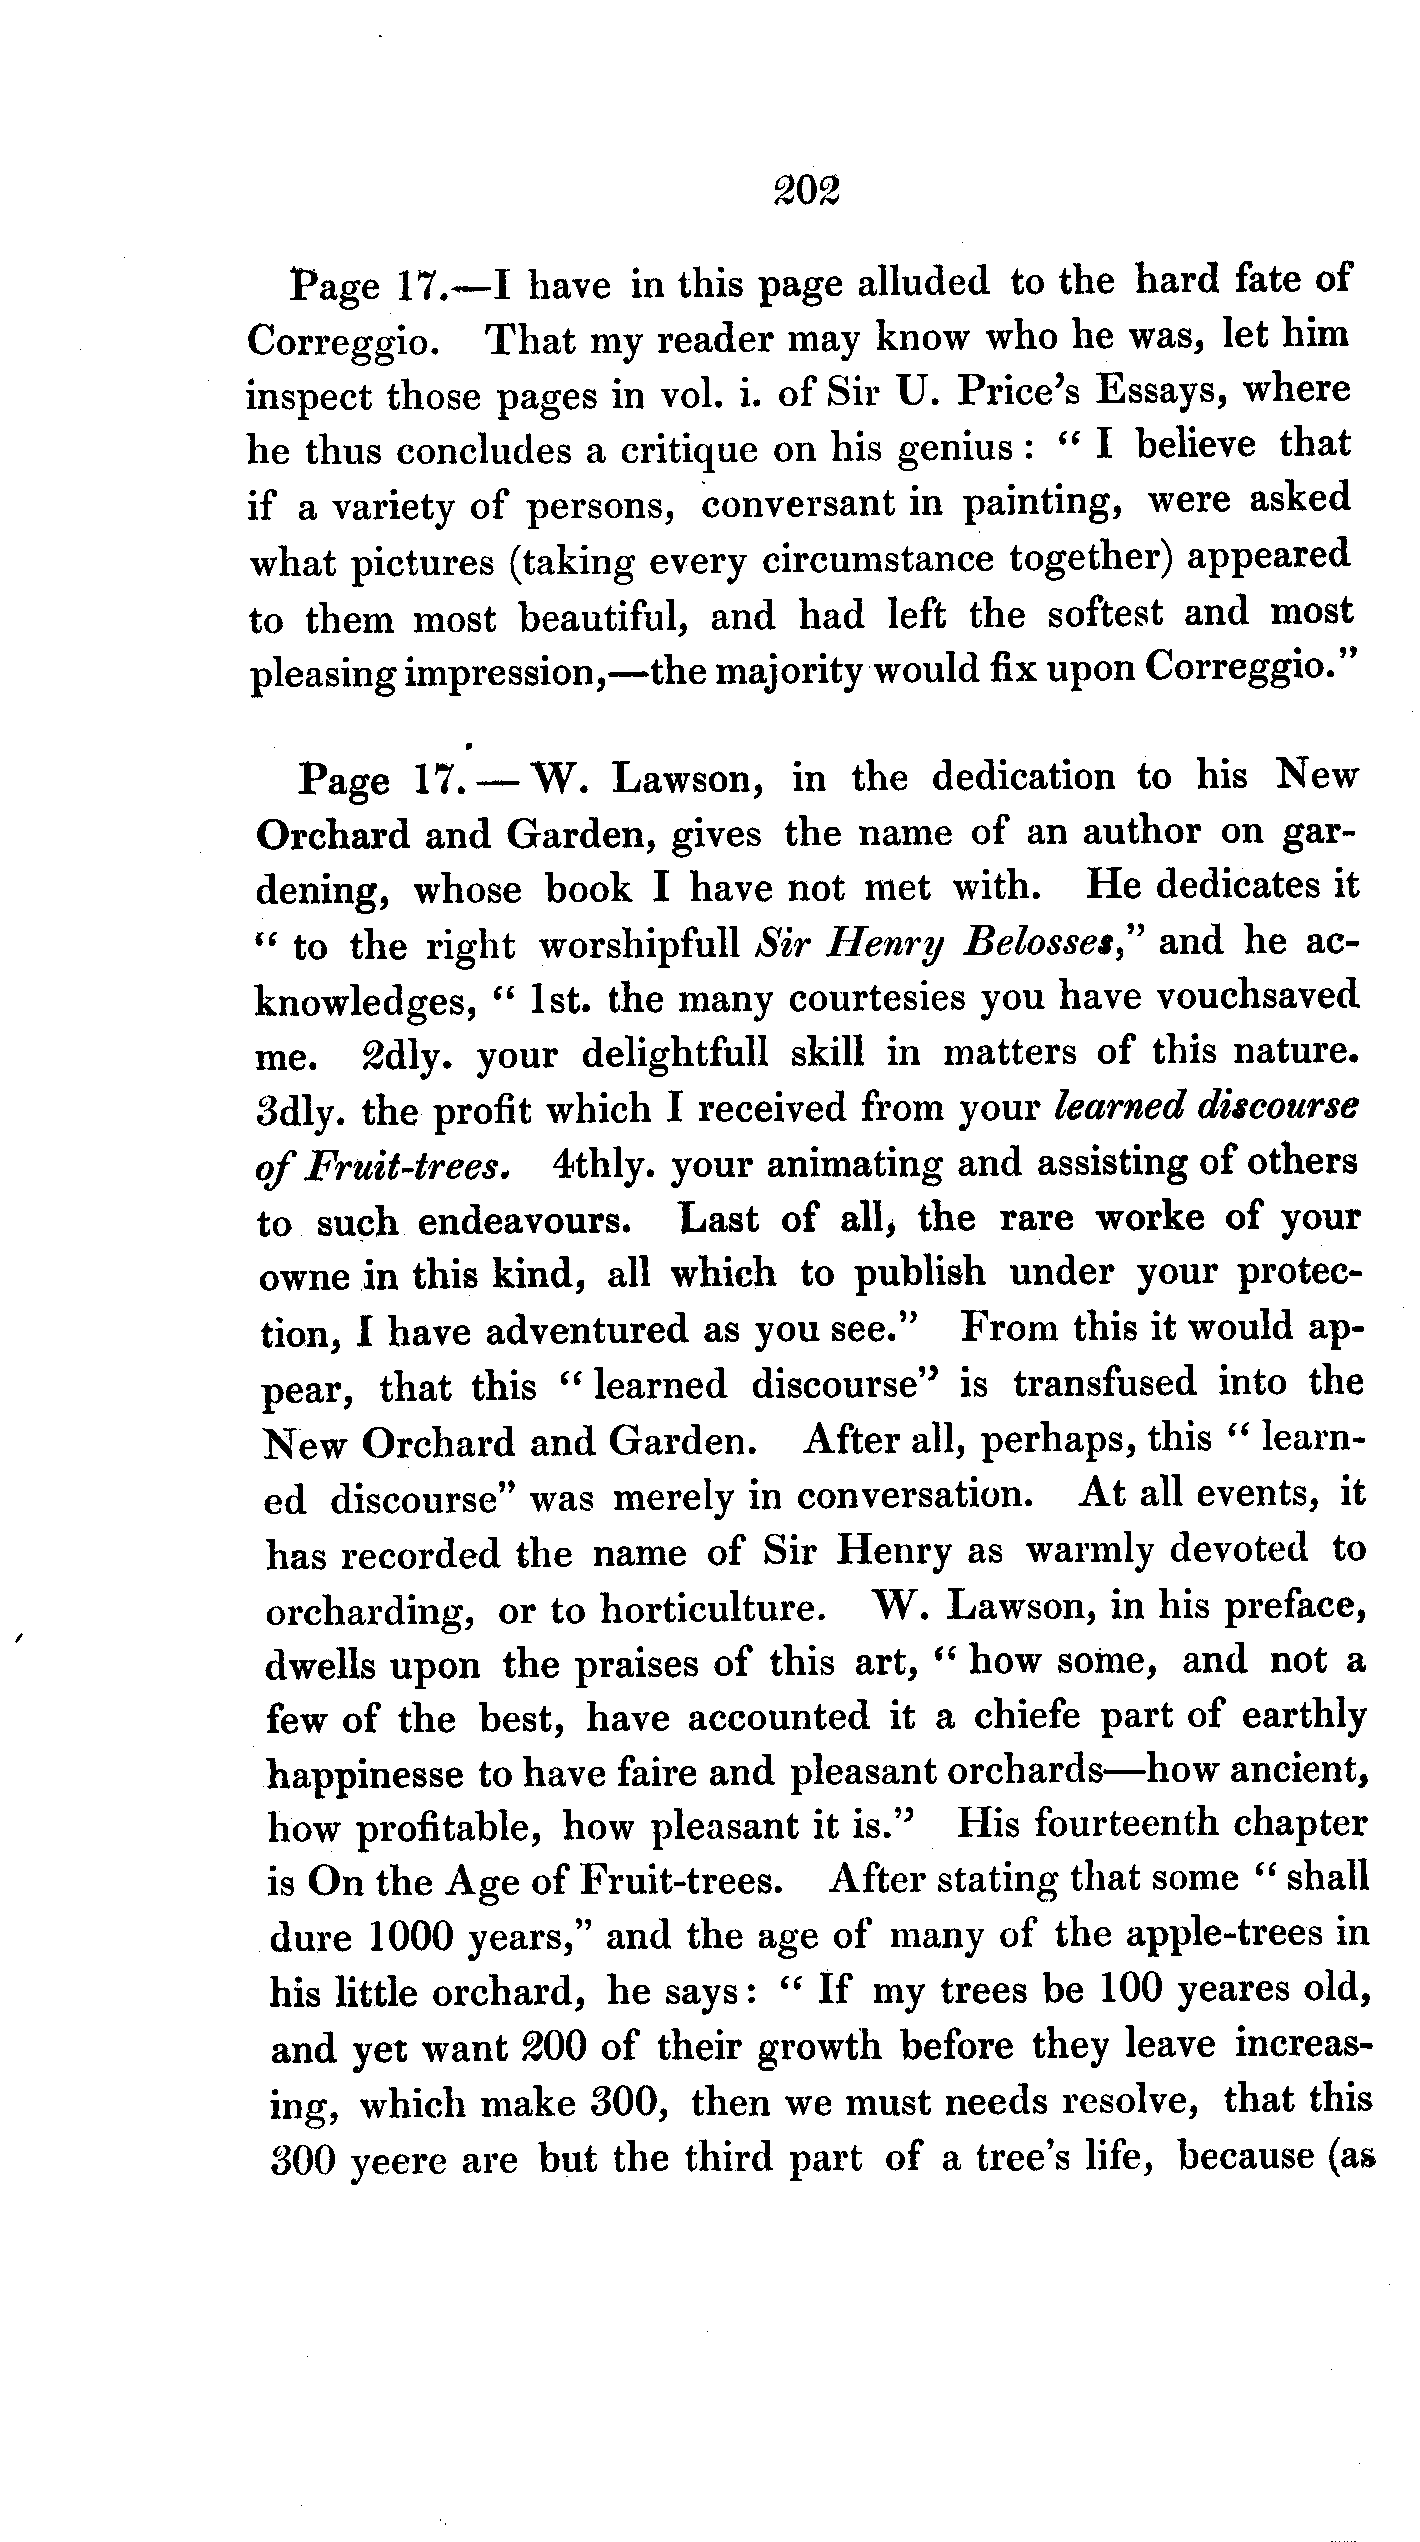 202
Page 17.—I have in this page alluded to the hard fate of
Correggio. That my reader may know who he was, let him
inspect those pages in vol. i. of Sir U. Price's Essays, where
he thus concludes a critique on his genius : “ I believe that
if a variety of persons, conversant in painting, were asked
what pictures (taking every circumstance together) appeared
to them most beautiful, and had left the softest and most
pleasing impression,—the majority would fix upon Correggio.”
Page 17.— W. Lawson, in the dedication to his New
Orchard and Garden, gives the name of an author on gar-
dening, whose book I have not met with. He dedicates it
“ to the right worshipfull Sir Henry Belosses,” and he ac-
knowledges, “ 1st. the many courtesies you have vouchsaved
me. 2dly. your delightfull skill in matters of this nature.
3dly. the profit which I received from your learned discourse
of Fruit-trees. 4thly. your animating and assisting of others
to such endeavours. Last of all, the rare worke of your
owne in this kind, all which to publish under your protec-
tion, I have adventured as you see.” From this it would ap-
pear, that this “ learned discourse” is transfused into the
New Orchard and Garden. After all, perhaps, this “ learn-
ed discourse” was merely in conversation. At all events, it
has recorded the name of Sir Henry as warmly devoted to
orcharding, or to horticulture. W. Lawson, in his preface,
dwells upon the praises of this art, “ how some, and not a
few of the best, have accounted it a chiefe part of earthly
happinesse to have faire and pleasant orchards—how ancient,
how profitable, how pleasant it is.” His fourteenth chapter
is On the Age of Fruit-trees. After stating that some “ shall
dure 1000 years,” and the age of many of the apple-trees in
his little orchard, he says : “ If my trees be 100 yeares old,
and yet want 200 of their growth before they leave increas-
ing, which make 300, then we must needs resolve, that this
300 yeere are but the third part of a tree's life, because (as